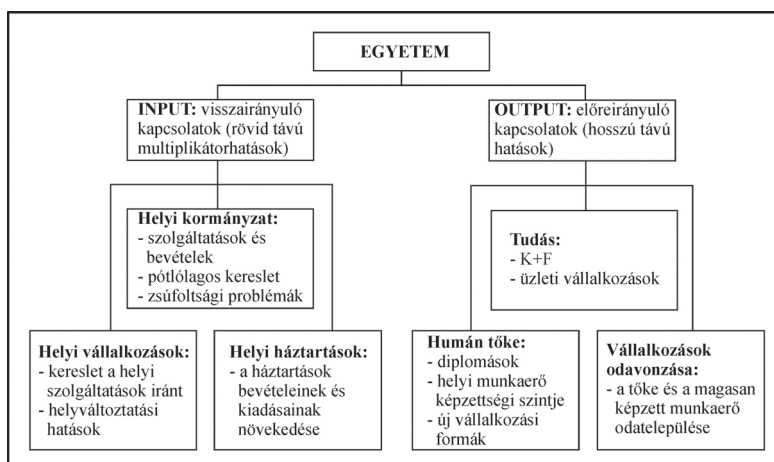 EGYETEM
INPUT: visszairányuló
kapcsolatok (rövid távú
multiplikátorhatások)
OUTPUT: előreirányuló
kapcsolatok (hosszú távú
hatások)
Helyi kormányzat:
- szolgáltatások és
bevételek
- pótlólagos kereslet
- zsúfoltsági problémák
Tudás:
- K+F
- üzleti vállalkozások
Helyi vállalkozások:
- kereslet a helyi
szolgáltatások iránt
- helyváltoztatási
hatások
Helyi háztartások:
- a háztartások
bevételeinek és
kiadásainak
növekedése
Humán tőke:
- diplomások
- helyi munkaerő
képzettségi szintje
- új vállalkozási
formák
Vállalkozások
odavonzása:
- a tőke és a magasan
képzett munkaerő
odatelepülése